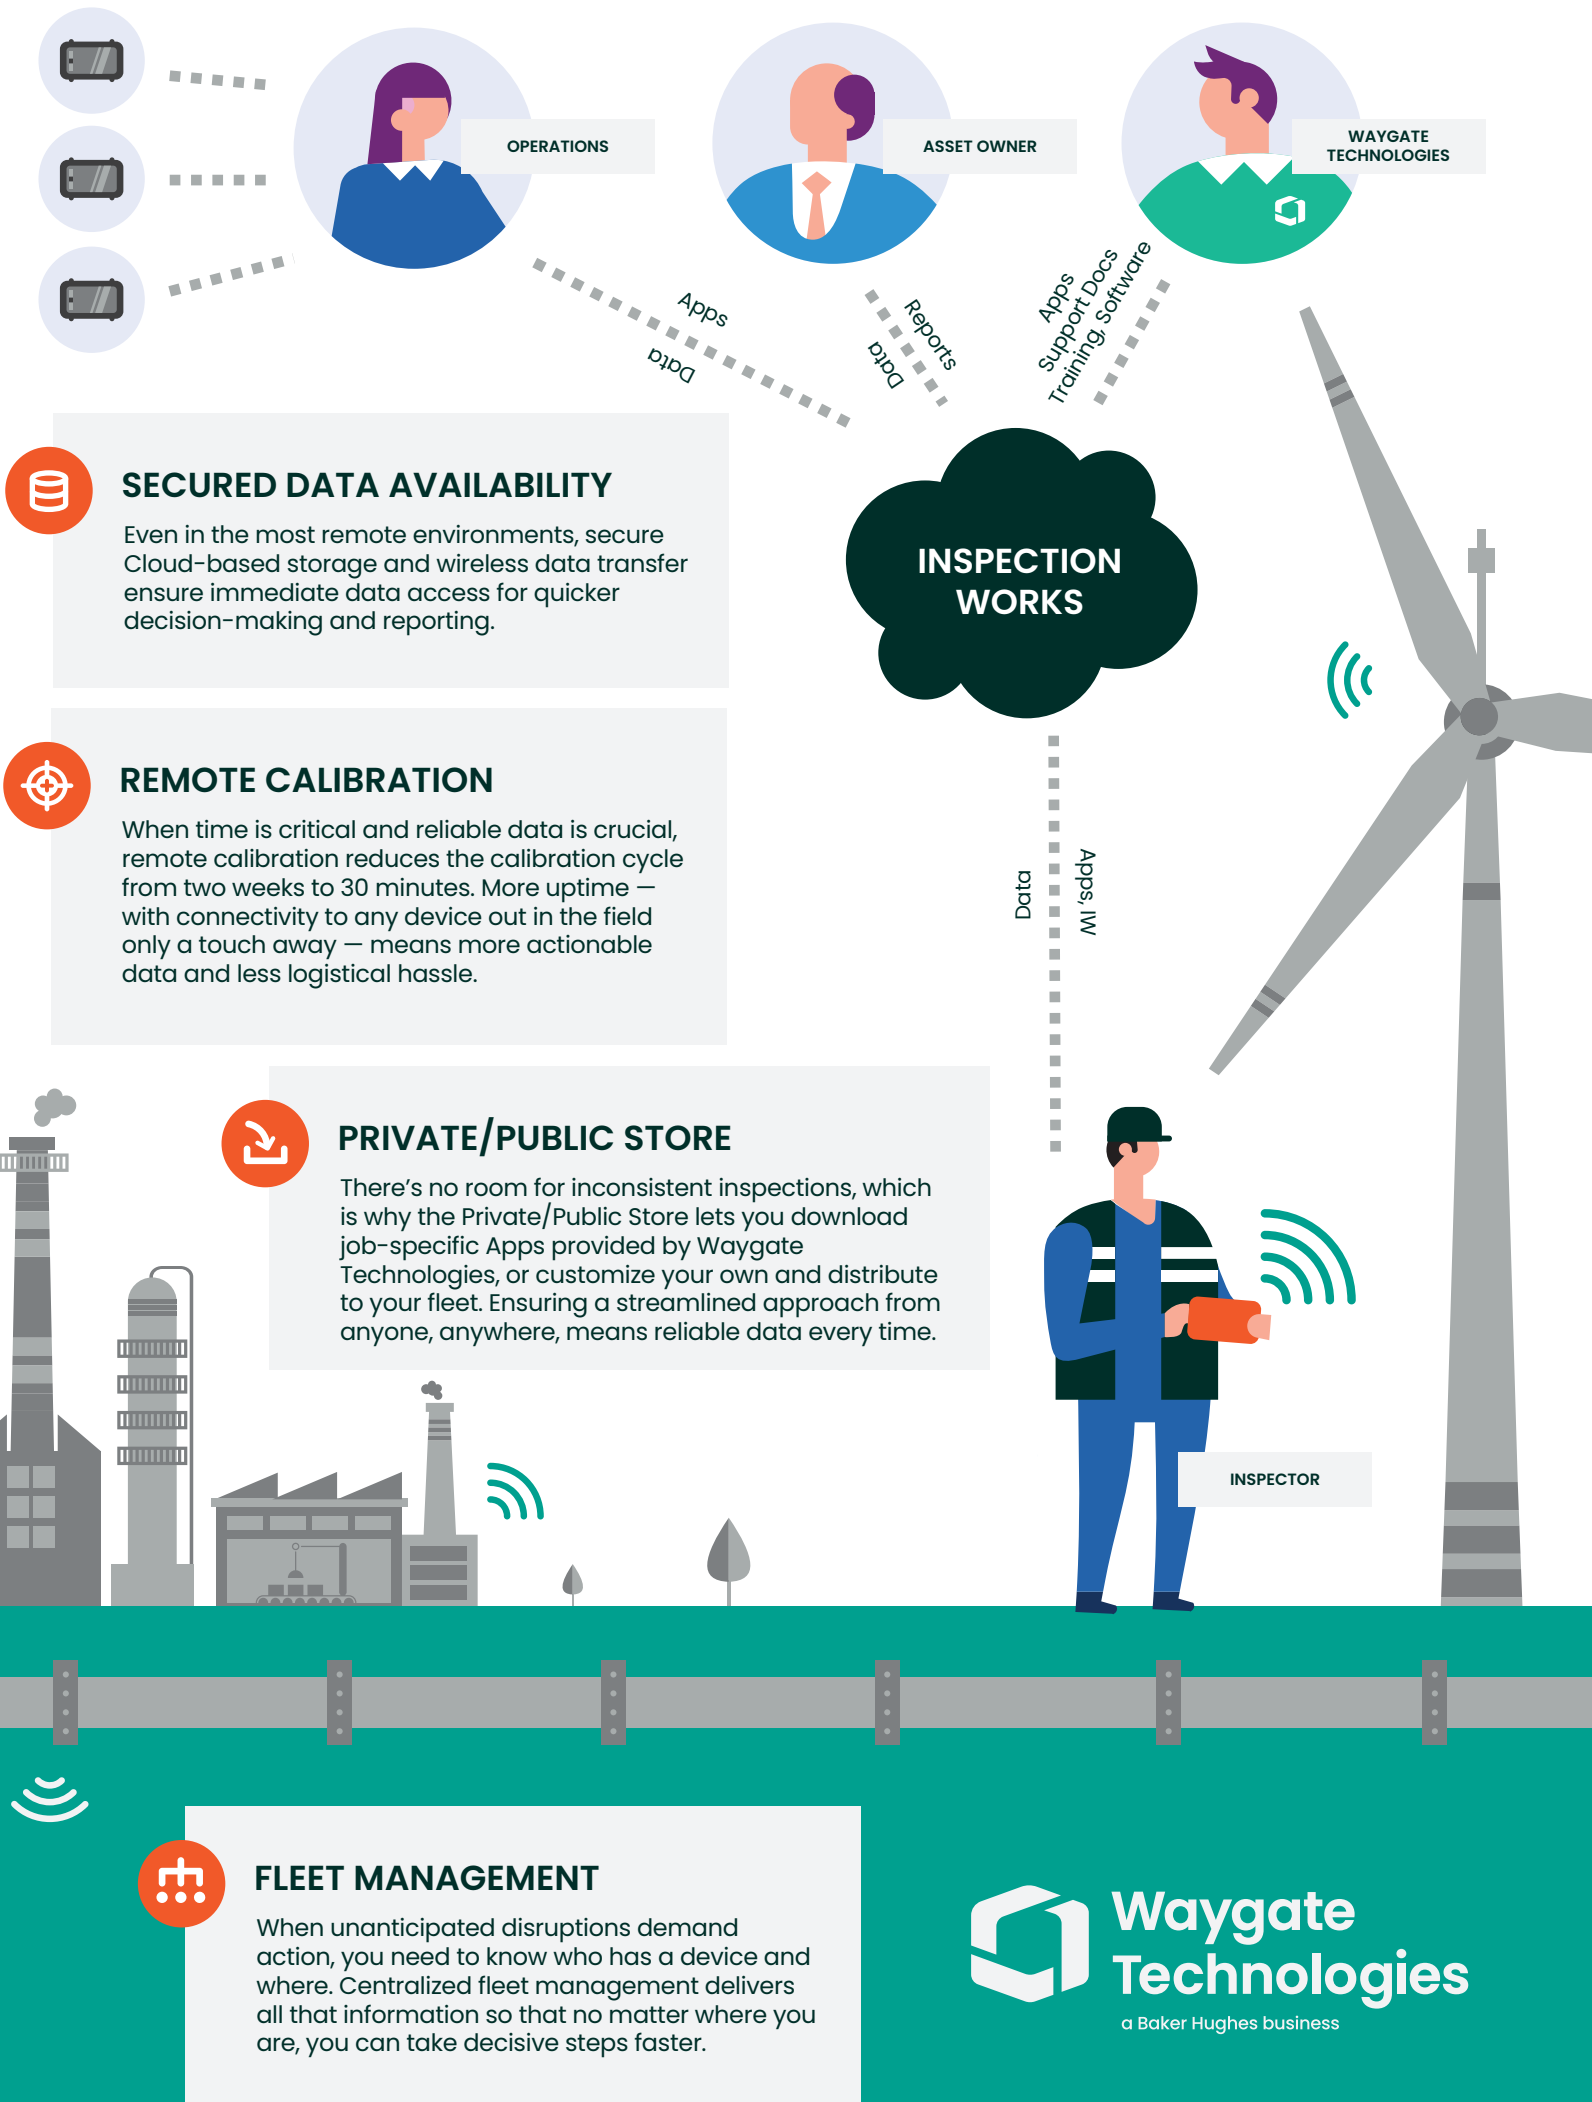 OPERATIONS
ASSET OWNER
WAYGATE
TECHNOLOGIES
Apps
Data
Reports
Data
Apps
Support Docs
Training, Software
SECURED DATA AVAILABILITY
Even in the most remote environments, secure
Cloud-based storage and wireless data transfer
ensure immediate data access for quicker
decision-making and reporting.
INSPECTION
WORKS
REMOTE CALIBRATION
When time is critical and reliable data is crucial,
remote calibration reduces the calibration cycle
from two weeks to 30 minutes. More uptime —
with connectivity to any device out in the field
only a touch away — means more actionable
data and less logistical hassle.
Data
Apps, IW
PRIVATE/PUBLIC STORE
There’s no room for inconsistent inspections, which
is why the Private/Public Store lets you download
job-specific Apps provided by Waygate
Technologies, or customize your own and distribute
to your fleet. Ensuring a streamlined approach from
anyone, anywhere, means reliable data every time.
INSPECTOR
FLEET MANAGEMENT
When unanticipated disruptions demand
action, you need to know who has a device and
where. Centralized fleet management delivers
all that information so that no matter where you
are, you can take decisive steps faster.
Waygate
Technologies
a Baker Hughes business